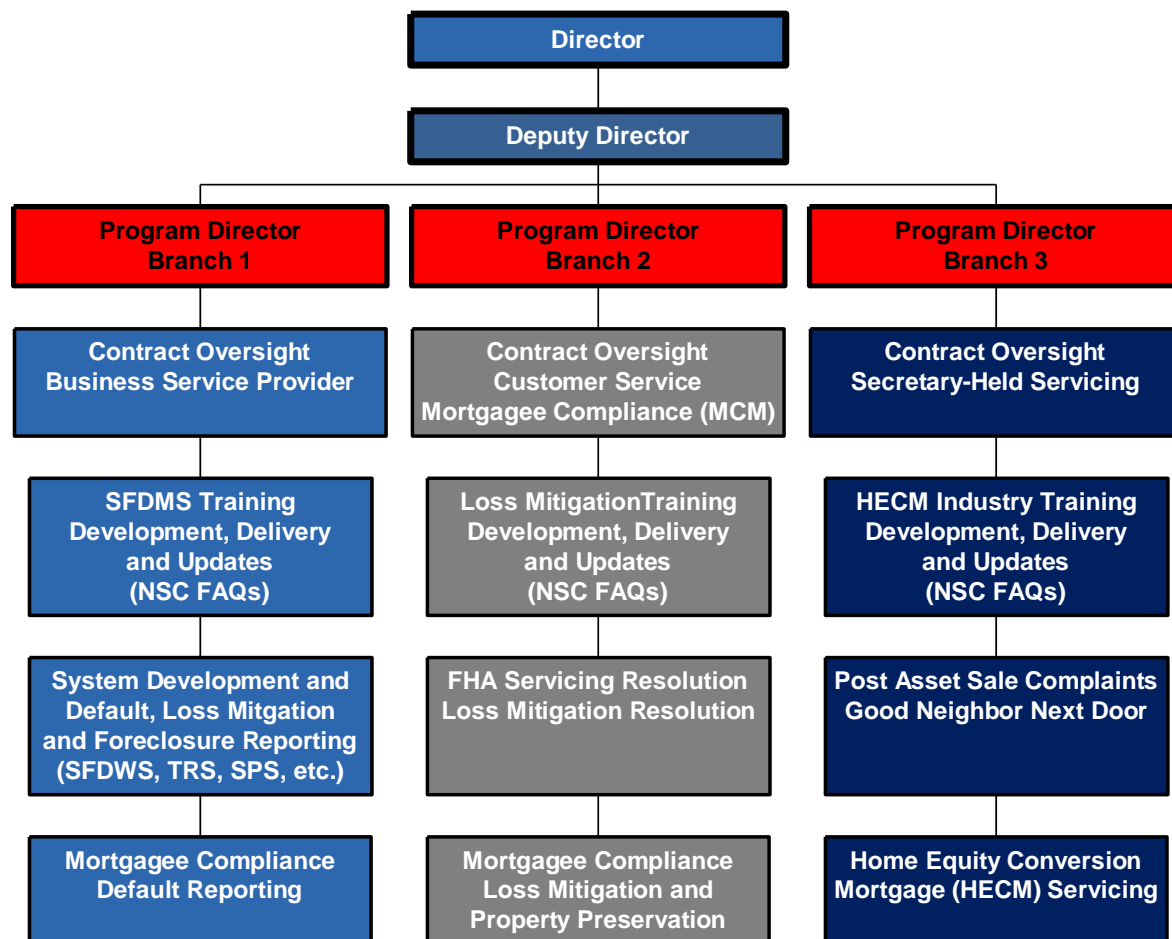 Director
Deputy Director
Program Director
Branch 1
Program Director
Branch 2
Program Director
Branch 3
Contract Oversight
Business Service Provider
Contract Oversight
Customer Service
Mortgagee Compliance (MCM)
Contract Oversight
Secretary-Held Servicing
SFDMS Training
Development, Delivery
and Updates
(NSC FAQs)
Loss MitigationTraining
Development, Delivery
and Updates
(NSC FAQs)
HECM Industry Training
Development, Delivery
and Updates
(NSC FAQs)
System Development and
Default, Loss Mitgation
and Foreclosure Reporting
(SFDWS, TRS, SPS, etc.)
FHA Servicing Resolution
Loss Mitigation Resolution
Post Asset Sale Complaints
Good Neighbor Next Door
Mortgagee Compliance
Default Reporting
Mortgagee Compliance
Loss Mitigation and
Property Preservation
Home Equity Conversion
Mortgage (HECM) Servicing